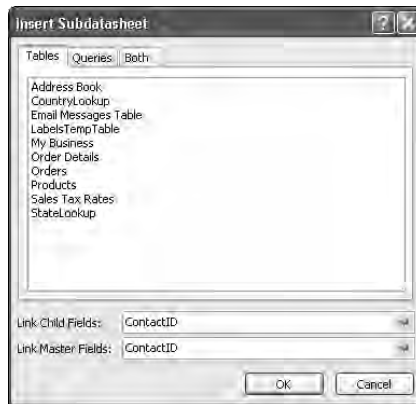 Insert Subdatasheet
Tables Queries Both
Address Book
CountryLookup
Email Messages Table
LabelsTempTable
My Business
Order Details
Orders
Products
Sales Tax Rates
StateLookup
Link Child Fields: ContactID
Link Master Fields: ContactID
OK Cancel